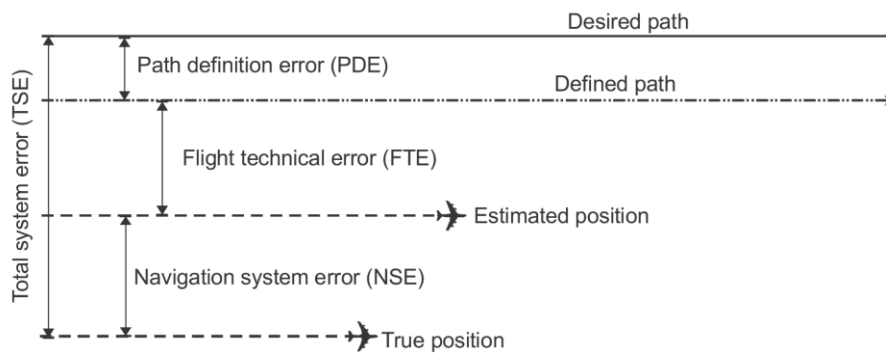 Desired path
Path definition error (PDE)
Defined path
Total system error (TSE)
Flight technical error (FTE)
Estimated position
Navigation system error (NSE)
True position